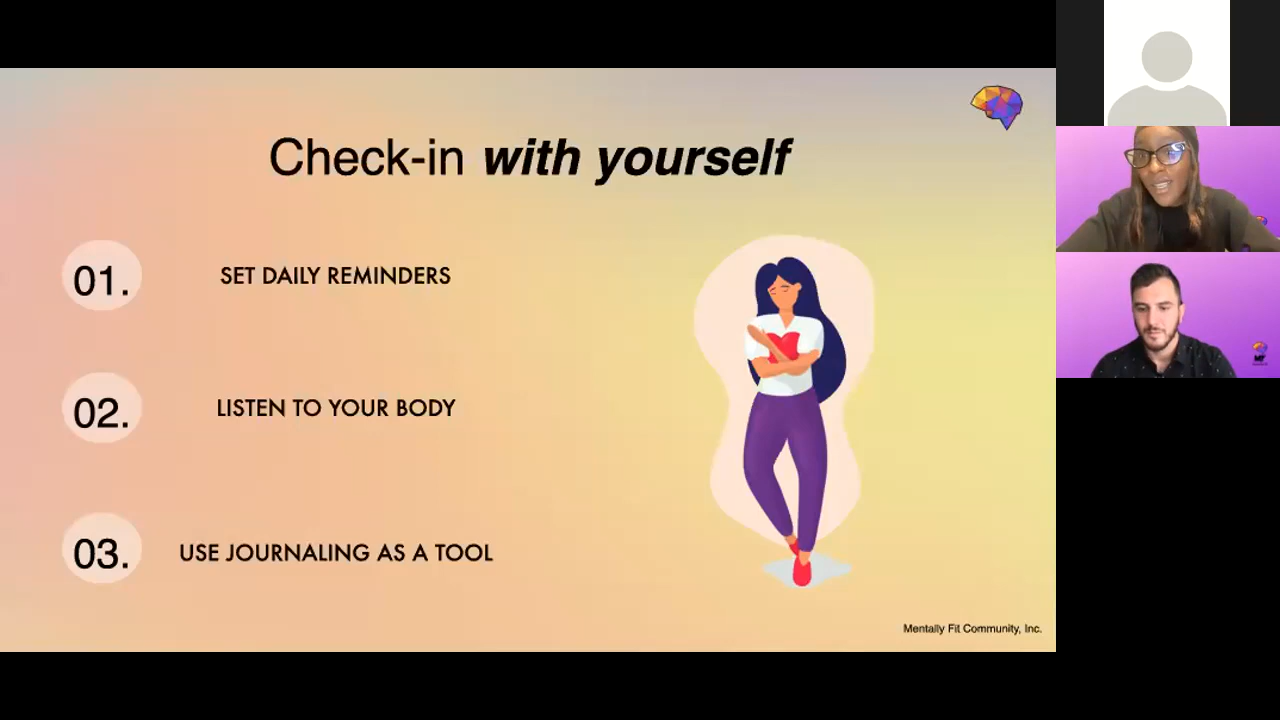 Check-in with yourself
01.
SET DAILY REMINDERS
02.
LISTEN TO YOUR BODY
03.
USE JOURNALING AS A TOOL
Mentally Fit Community, Inc.